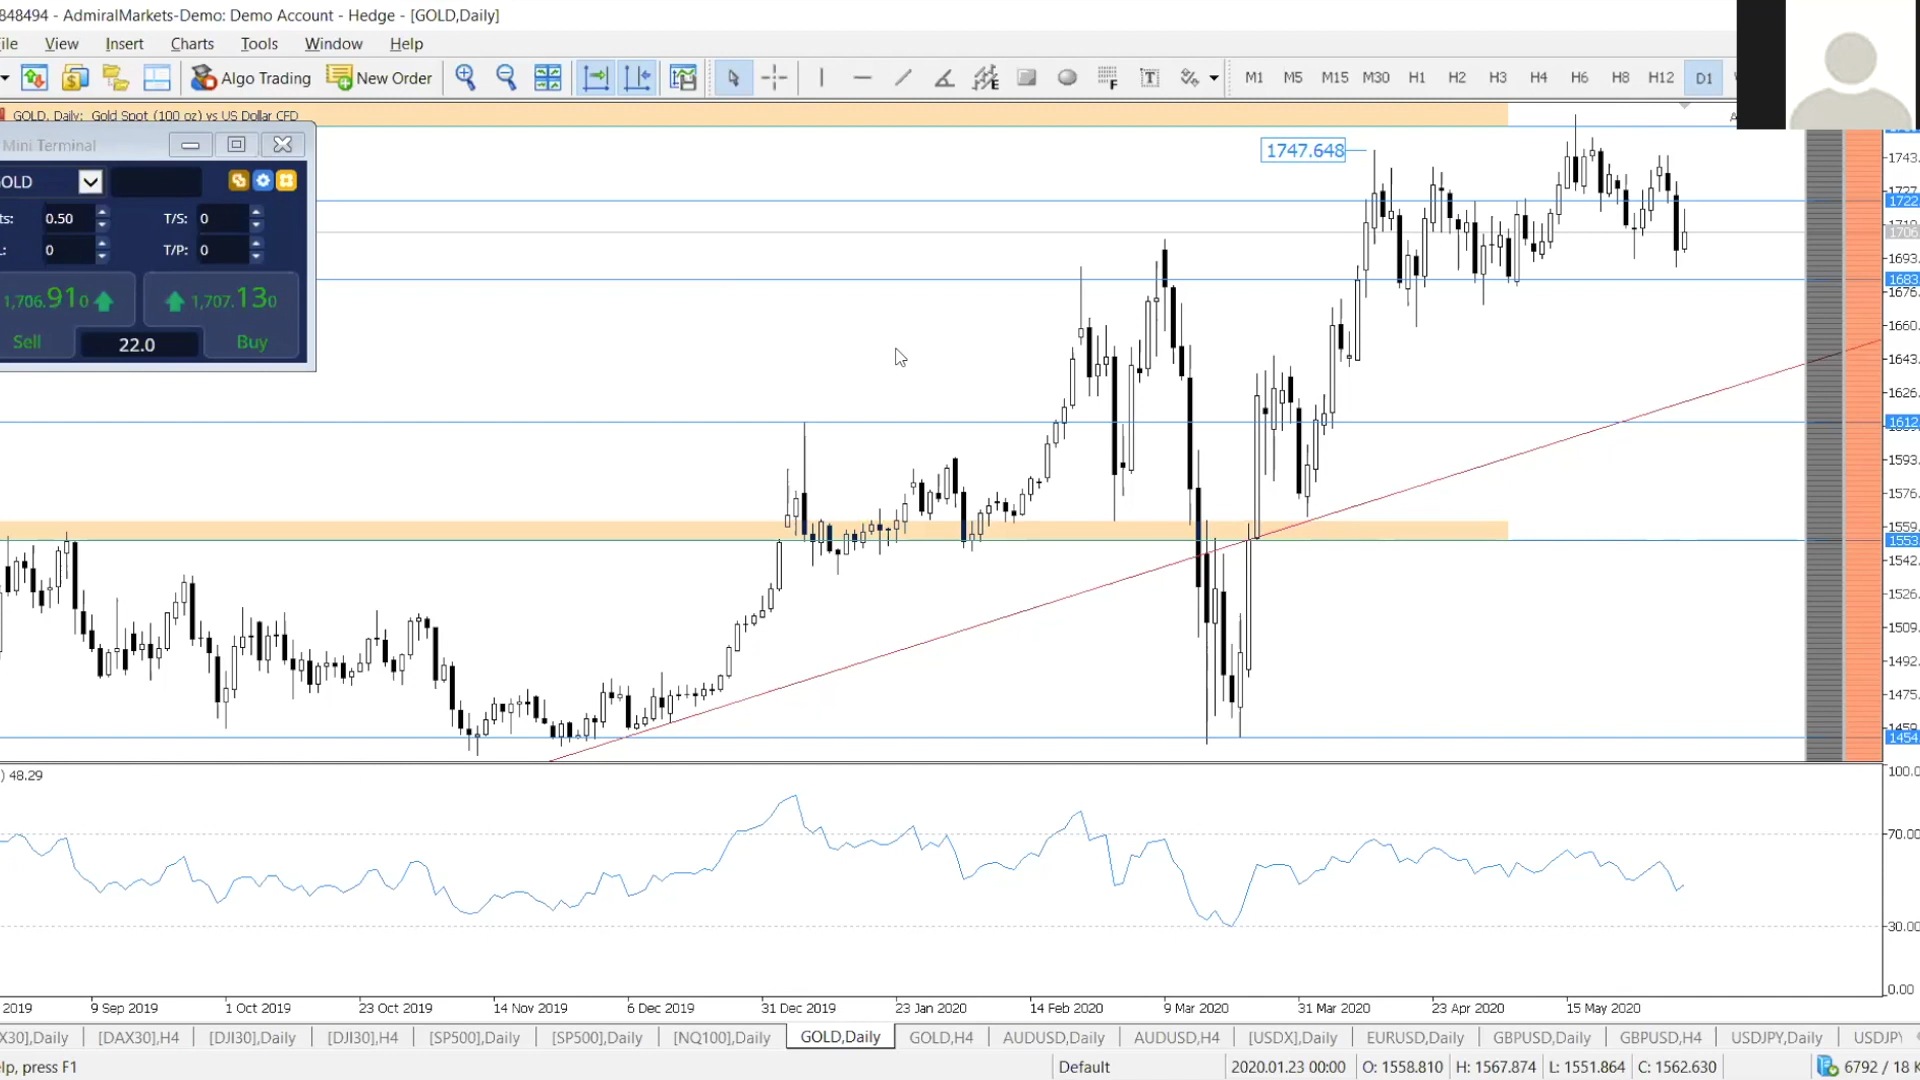 848494 - AdmiralMarkets-Demo: Demo Account - Hedge - [GOLD,Daily]
ile View Insert Charts Tools Window Help
Algo Trading New Order M1 M5 M15 M30 H1 H2 H3 H4 H6 H8 H12 D1
GOLD, Daily: Gold Spot (100 oz) vs US Dollar CFD
Mini Terminal
GOLD
ts: 0.50 T/S: 0
L: 0 T/P: 0
1,706.910 1,707.130
Sell 22.0 Buy
1747.648
1743.
1727.
1722
1710
1706
1693.
1683
1676.
1660.
1643.
1626.
1612
1593.
1576.
1559
1553
1542.
1526.
1509.
1492.
1475.
1459
1454
) 48.29
100.0
70.00
30.00
0.00
2019 9 Sep 2019 1 Oct 2019 23 Oct 2019 14 Nov 2019 6 Dec 2019 31 Dec 2019 23 Jan 2020 14 Feb 2020 9 Mar 2020 31 Mar 2020 23 Apr 2020 15 May 2020
X30],Daily [DAX30],H4 [DJI30],Daily [DJI30],H4 [SP500],Daily [SP500],Daily [NQ100],Daily GOLD,Daily GOLD,H4 AUDUSD,Daily AUDUSD,H4 [USDX],Daily EURUSD,Daily GBPUSD,Daily GBPUSD,H4 USDJPY,Daily USDJPY
elp, press F1 Default 2020.01.23 00:00 O: 1558.810 H: 1567.874 L: 1551.864 C: 1562.630 6792 / 18 K